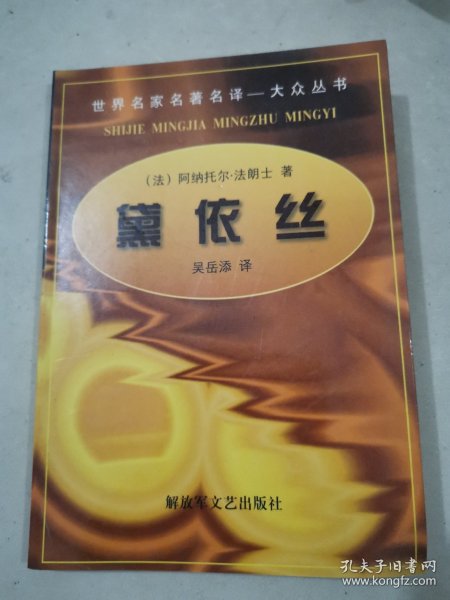 世界名家名著名译—大众丛书
SHIJIE MINGJIA MINGZHU MINGYI
（法）阿纳托尔·法朗士 著
黛依丝
吴岳添 译
解放军文艺出版社
孔夫子旧书网
www.kongfz.com